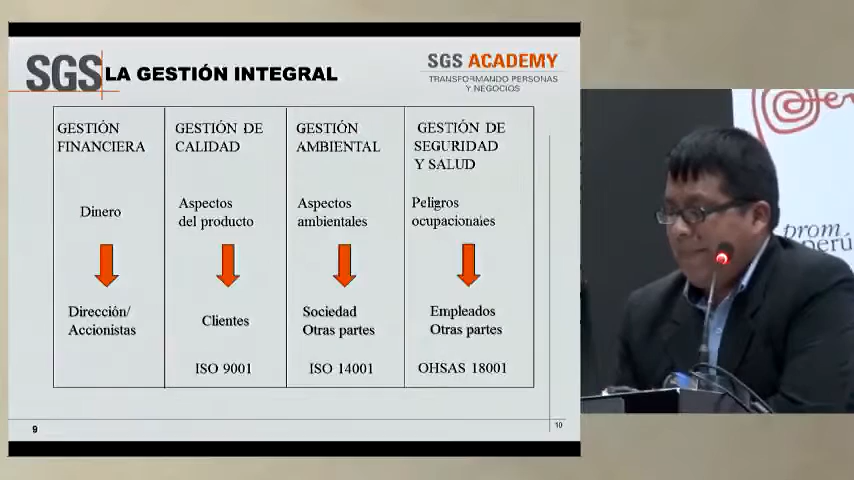 SGS
LA GESTIÓN INTEGRAL
SGS ACADEMY
TRANSFORMANDO PERSONAS
Y NEGOCIOS
GESTIÓN
FINANCIERA
Dinero
Dirección/
Accionistas
GESTIÓN DE
CALIDAD
Aspectos
del producto
Clientes
ISO 9001
GESTIÓN
AMBIENTAL
Aspectos
ambientales
Sociedad
Otras partes
ISO 14001
GESTIÓN DE
SEGURIDAD
Y SALUD
Peligros
ocupacionales
Empleados
Otras partes
OHSAS 18001
9
10
prom
perú